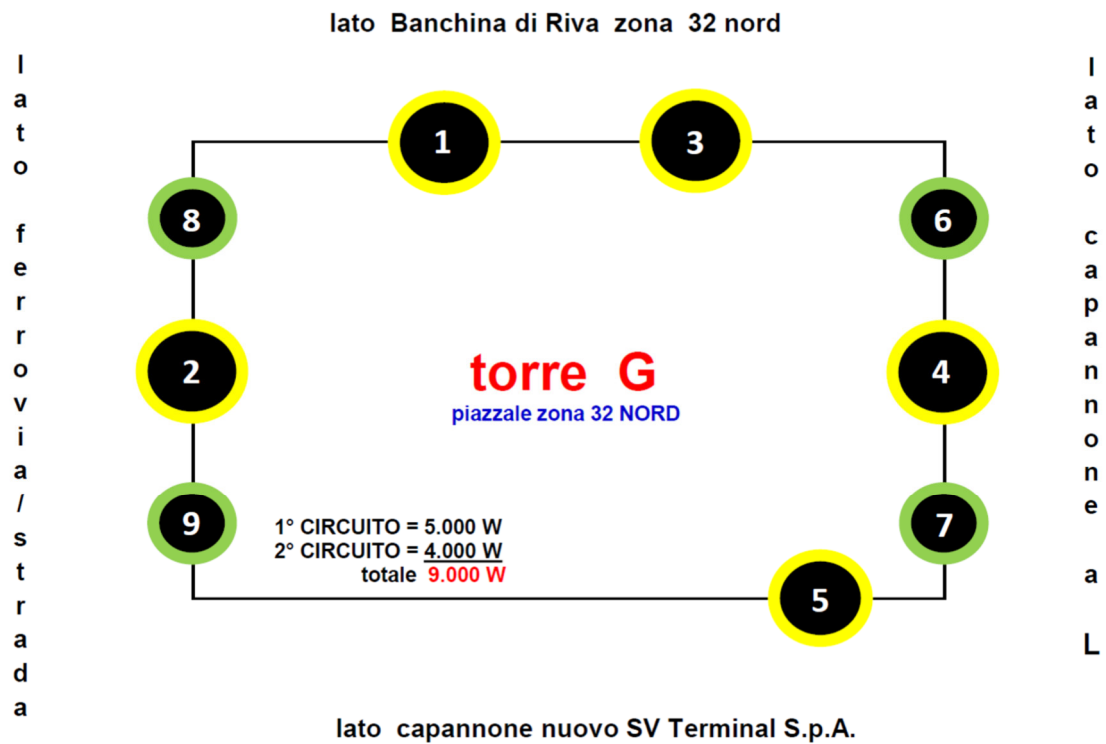 lato Banchina di Riva zona 32 nord
lato ferrovia/strada
lato capannone a L
1
3
8
6
2
4
torre G
piazzale zona 32 NORD
9
7
1° CIRCUITO = 5.000 W
2° CIRCUITO = 4.000 W
totale 9.000 W
5
lato capannone nuovo SV Terminal S.p.A.